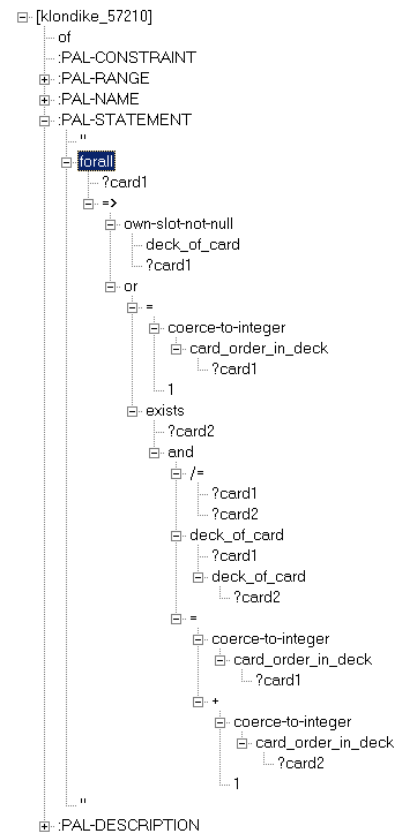 [klondike_57210]
of
:PAL-CONSTRAINT
:PAL-RANGE
:PAL-NAME
:PAL-STATEMENT
"
forall
?card1
=>
own-slot-not-null
deck_of_card
?card1
or
=
coerce-to-integer
card_order_in_deck
?card1
1
exists
?card2
and
/=
?card1
?card2
deck_of_card
?card1
deck_of_card
?card2
=
coerce-to-integer
card_order_in_deck
?card1
+
coerce-to-integer
card_order_in_deck
?card2
1
"
:PAL-DESCRIPTION